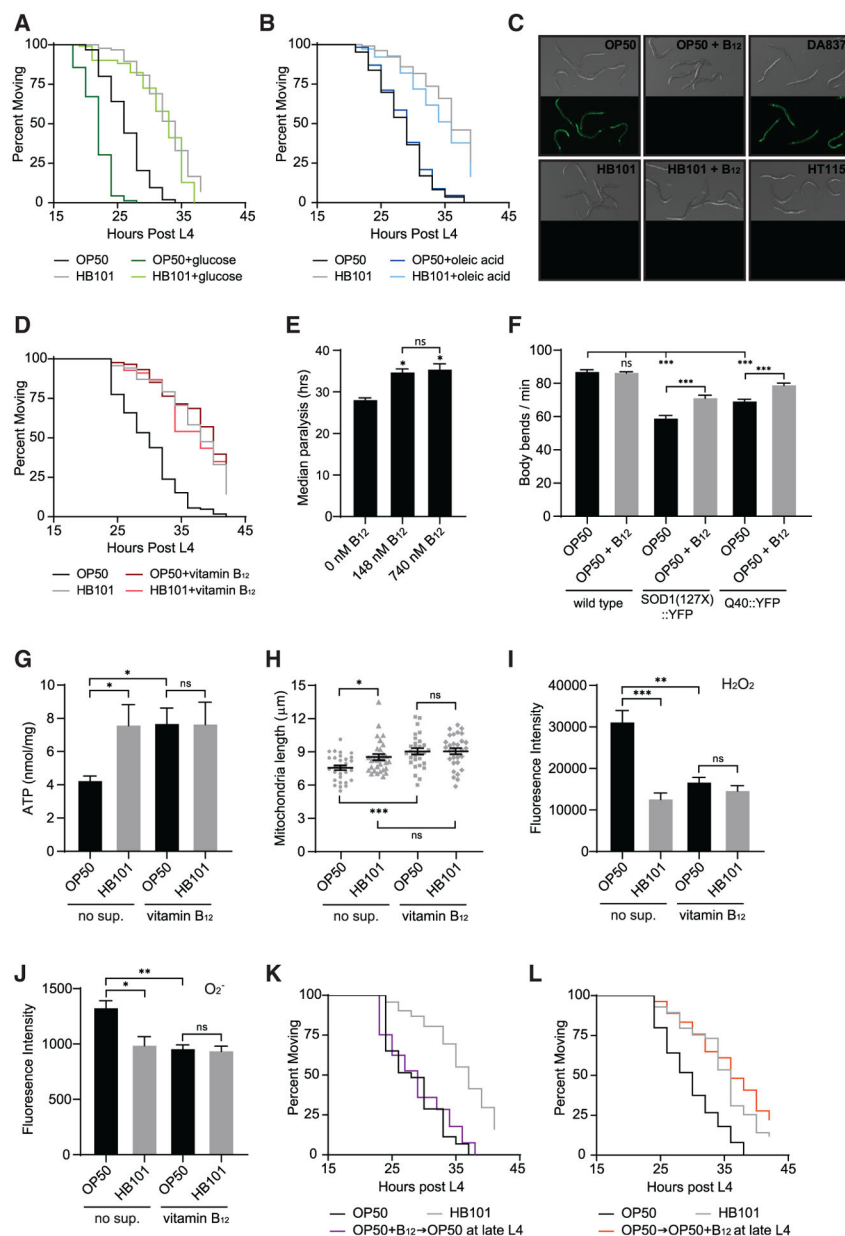 A
Percent Moving
100
75
50
25
0
15 25 35 45
Hours Post L4
OP50 OP50+glucose
HB101 HB101+glucose
B
Percent Moving
100
75
50
25
0
15 25 35 45
Hours Post L4
OP50 OP50+oleic acid
HB101 HB101+oleic acid
C
OP50 OP50 + B₁₂ DA837
HB101 HB101 + B₁₂ HT115
D
Percent Moving
100
75
50
25
0
15 25 35 45
Hours Post L4
OP50 OP50+vitamin B₁₂
HB101 HB101+vitamin B₁₂
E
Median paralysis (hrs)
40
30
20
10
0
ns
* *
0 nM B₁₂ 148 nM B₁₂ 740 nM B₁₂
F
Body bends / min
100
80
60
40
20
0
ns *** ***
*** ***
OP50 OP50 + B₁₂ OP50 OP50 + B₁₂ OP50 OP50 + B₁₂
wild type SOD1(127X) Q40::YFP
::YFP
G
ATP (nmol/mg)
10
8
6
4
2
0
*
* ns
OP50 HB101 OP50 HB101
no sup. vitamin B₁₂
H
Mitochondria length (μm)
15
12
9
6
3
0
* ns
***
ns
OP50 HB101 OP50 HB101
no sup. vitamin B₁₂
I
H₂O₂
Fluoresence Intensity
40000
30000
20000
10000
0
**
***
ns
OP50 HB101 OP50 HB101
no sup. vitamin B₁₂
J
O₂⁻
Fluoresence Intensity
1500
1000
500
0
**
*
ns
OP50 HB101 OP50 HB101
no sup. vitamin B₁₂
K
Percent Moving
100
75
50
25
0
15 25 35 45
Hours post L4
OP50 HB101
OP50+B₁₂→OP50 at late L4
L
Percent Moving
100
75
50
25
0
15 25 35 45
Hours post L4
OP50 HB101
OP50→OP50+B₁₂ at late L4